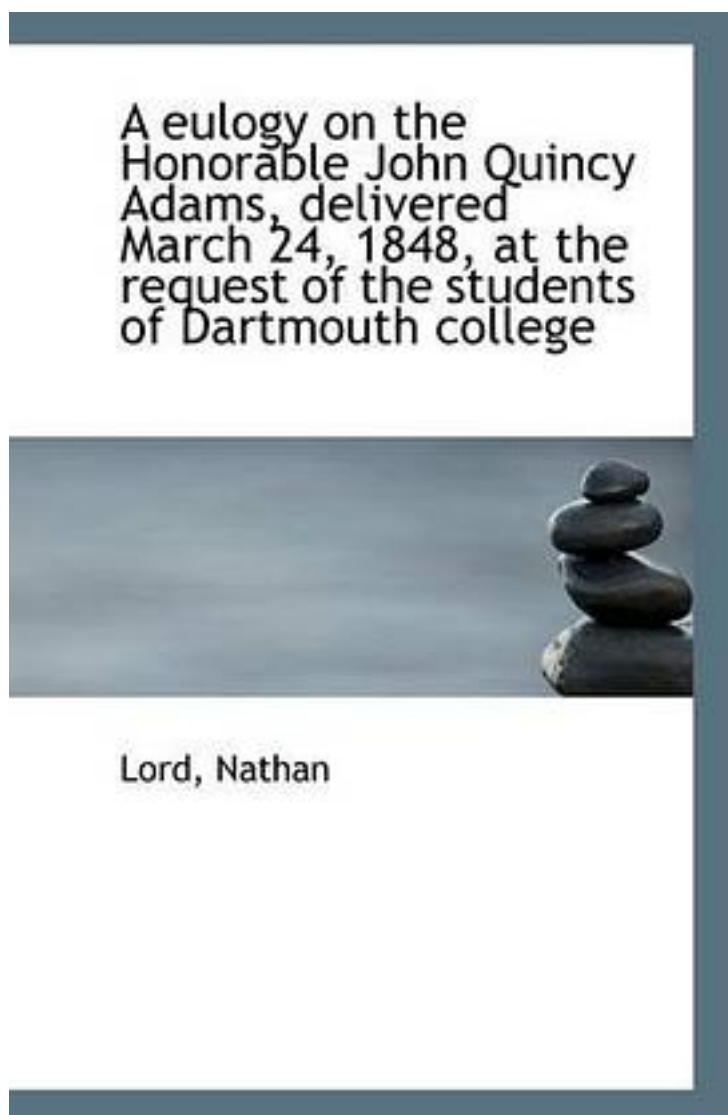 A eulogy on the
Honorable John Quincy
Adams, delivered
March 24, 1848, at the
request of the students
of Dartmouth college
Lord, Nathan